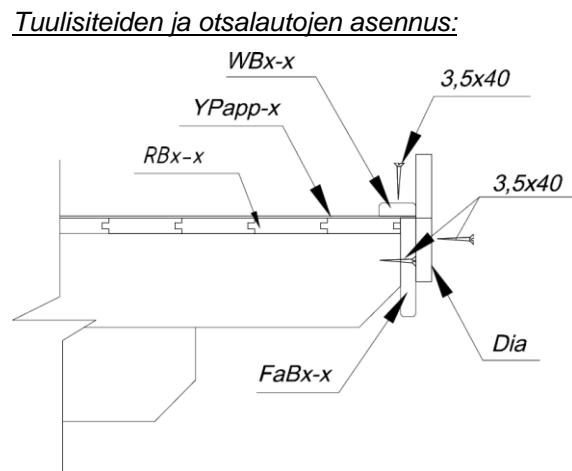 Tuulisiteiden ja otsalautojen asennus:
WBx-x
3,5x40
YPapp-x
RBx-x
3,5x40
Dia
FaBx-x